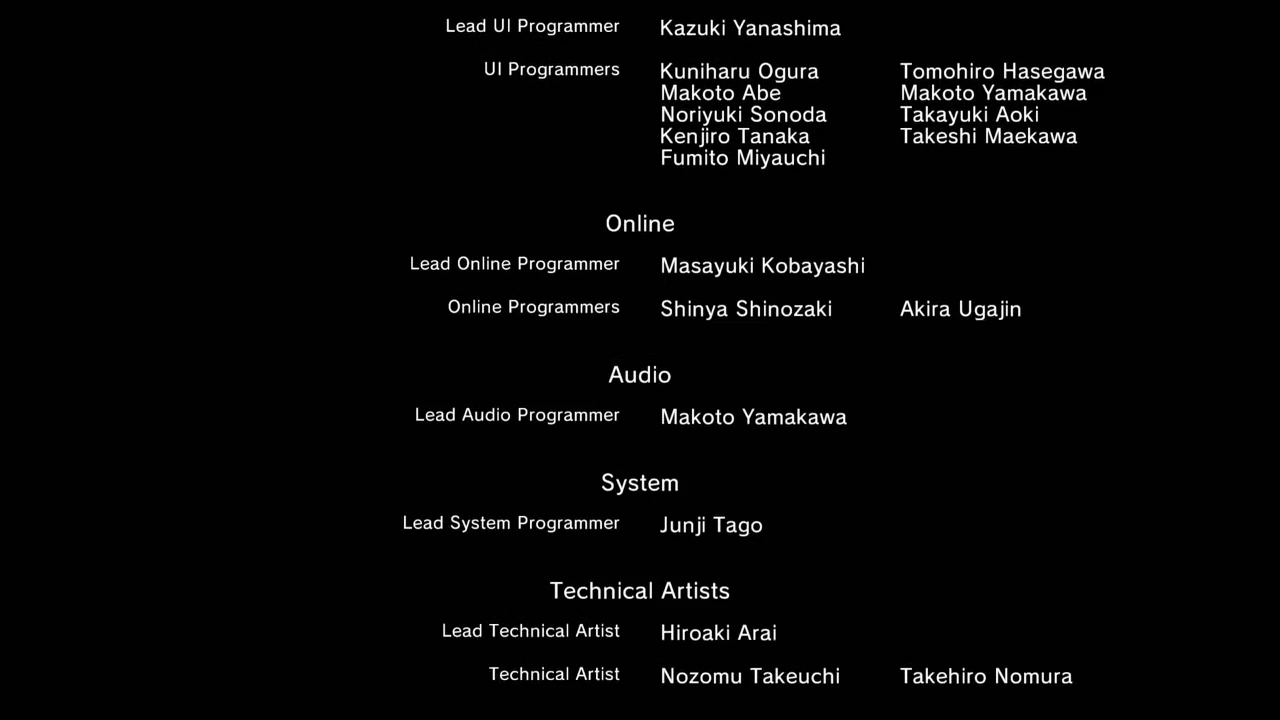 Lead UI Programmer Kazuki Yanashima
UI Programmers Kuniharu Ogura Tomohiro Hasegawa
Makoto Abe Makoto Yamakawa
Noriyuki Sonoda Takayuki Aoki
Kenjiro Tanaka Takeshi Maekawa
Fumito Miyauchi
Online
Lead Online Programmer Masayuki Kobayashi
Online Programmers Shinya Shinozaki Akira Ugajin
Audio
Lead Audio Programmer Makoto Yamakawa
System
Lead System Programmer Junji Tago
Technical Artists
Lead Technical Artist Hiroaki Arai
Technical Artist Nozomu Takeuchi Takehiro Nomura